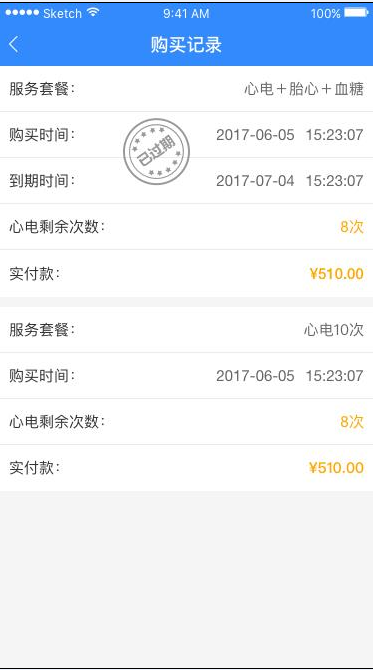 Sketch 9:41 AM 100%
购买记录
服务套餐： 心电＋胎心＋血糖
购买时间： 2017-06-05 15:23:07
已过期
到期时间： 2017-07-04 15:23:07
心电剩余次数： 8次
实付款： ¥510.00
服务套餐： 心电10次
购买时间： 2017-06-05 15:23:07
心电剩余次数： 8次
实付款： ¥510.00